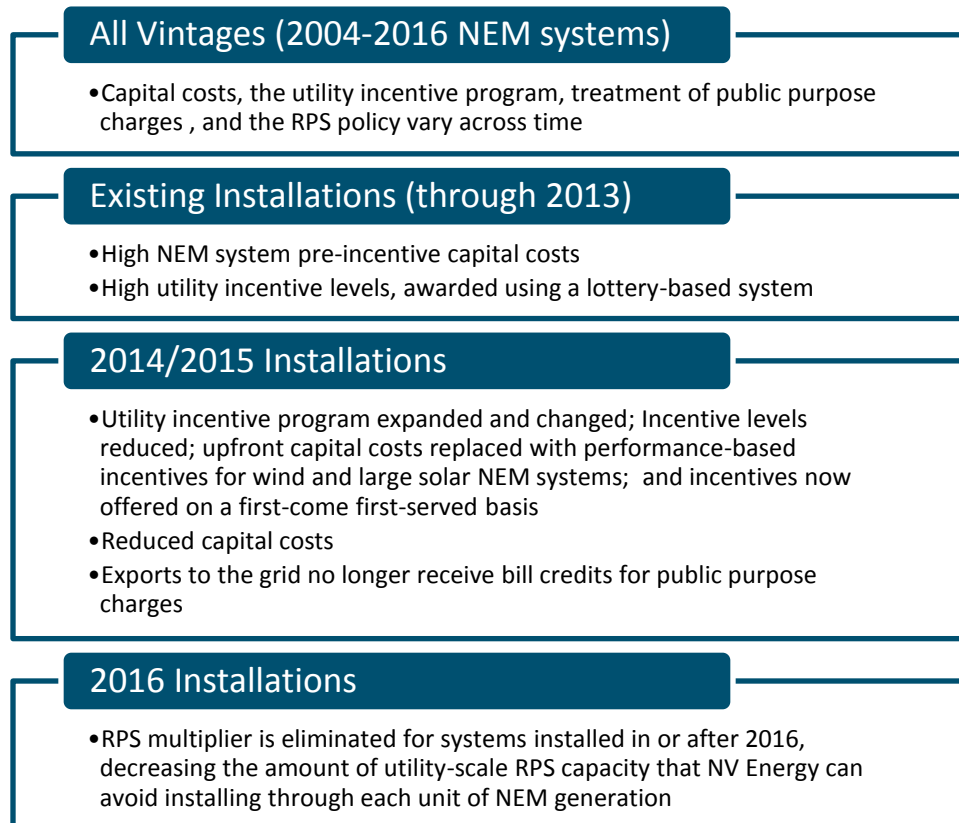 All Vintages (2004-2016 NEM systems)
•Capital costs, the utility incentive program, treatment of public purpose
charges , and the RPS policy vary across time
Existing Installations (through 2013)
•High NEM system pre-incentive capital costs
•High utility incentive levels, awarded using a lottery-based system
2014/2015 Installations
•Utility incentive program expanded and changed; Incentive levels
reduced; upfront capital costs replaced with performance-based
incentives for wind and large solar NEM systems;  and incentives now
offered on a first-come first-served basis
•Reduced capital costs
•Exports to the grid no longer receive bill credits for public purpose
charges
2016 Installations
•RPS multiplier is eliminated for systems installed in or after 2016,
decreasing the amount of utility-scale RPS capacity that NV Energy can
avoid installing through each unit of NEM generation